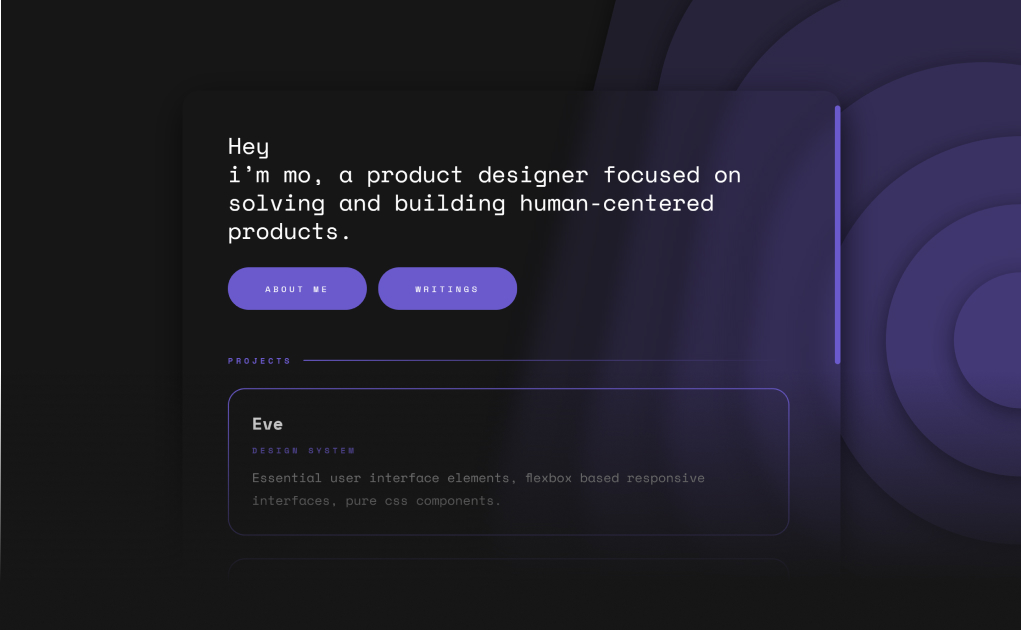 Hey
i’m mo, a product designer focused on
solving and building human-centered
products.
ABOUT ME
WRITINGS
PROJECTS
Eve
DESIGN SYSTEM
Essential user interface elements, flexbox based responsive
interfaces, pure css components.